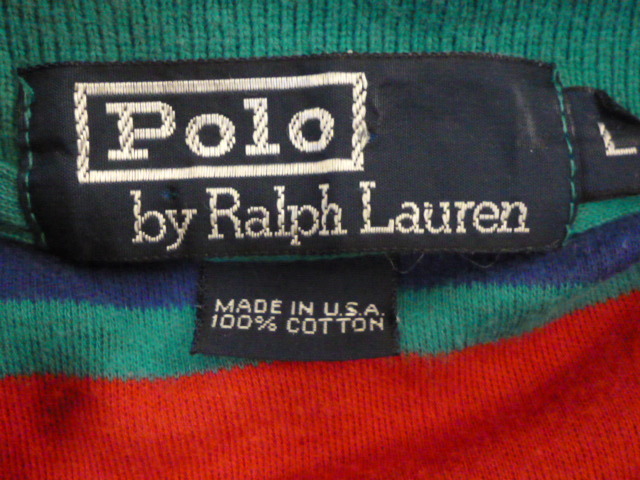 Polo
by Ralph Lauren
L
MADE IN U.S.A.
100% COTTON